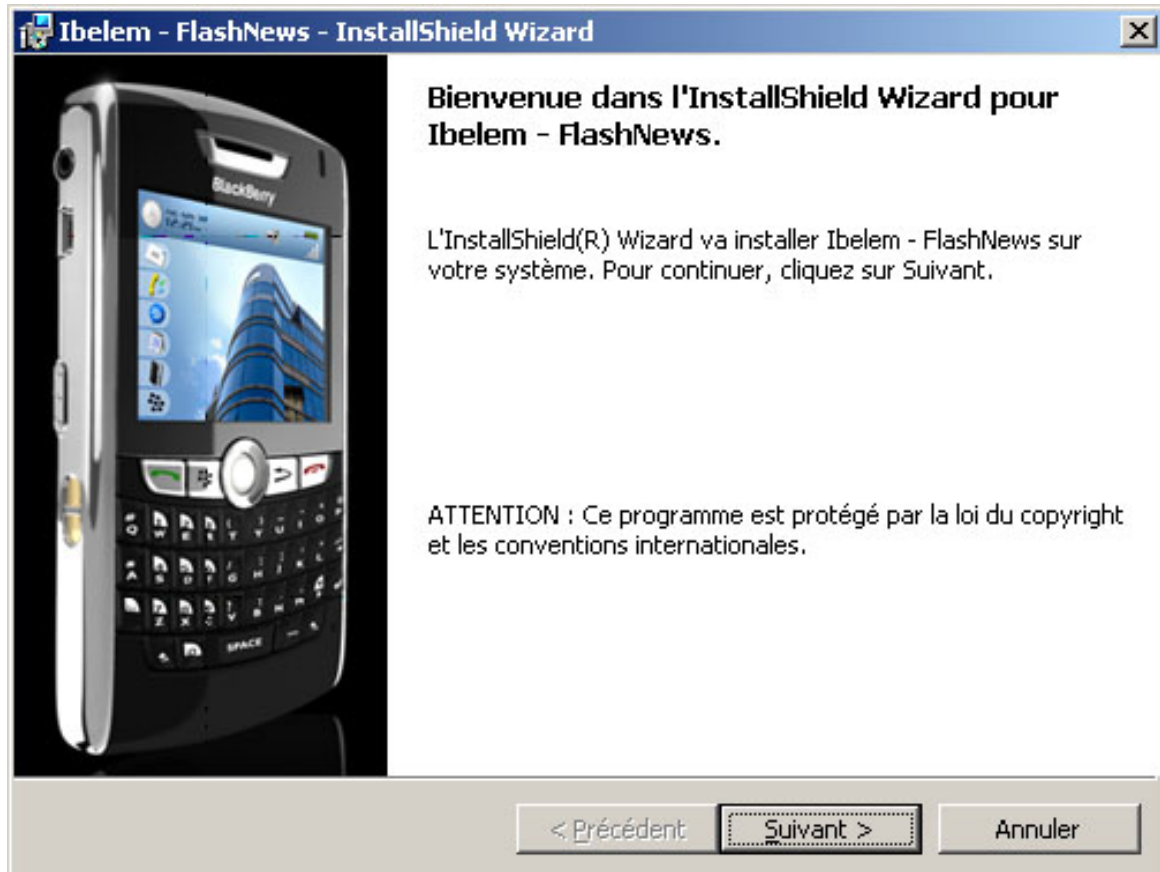 Ibelem - FlashNews - InstallShield Wizard
Bienvenue dans l'InstallShield Wizard pour
Ibelem - FlashNews.
L'InstallShield(R) Wizard va installer Ibelem - FlashNews sur
votre système. Pour continuer, cliquez sur Suivant.
ATTENTION : Ce programme est protégé par la loi du copyright
et les conventions internationales.
BlackBerry
SPACE
< Précédent
Suivant >
Annuler